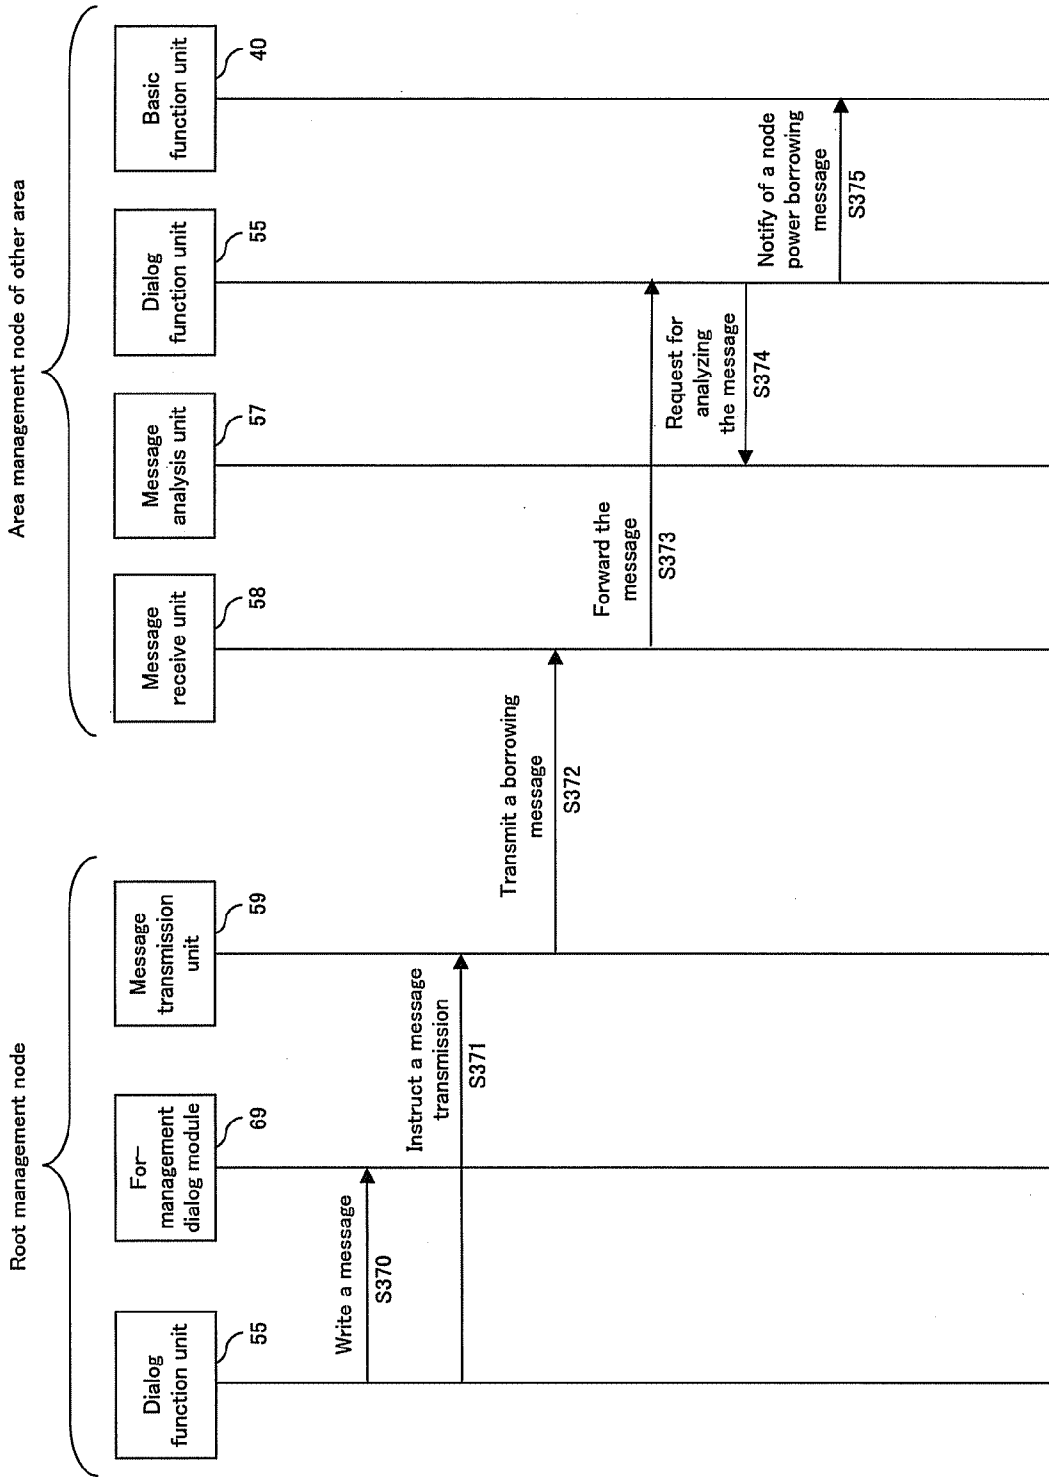 Root management node
Area management node of other area
Dialog
function unit
55
For-
management
dialog module
69
Message
transmission
unit
59
Message
receive unit
58
Message
analysis unit
57
Dialog
function unit
55
Basic
function unit
40
Write a message
S370
Instruct a message
transmission
S371
Transmit a borrowing
message
S372
Forward the
message
S373
Request for
analyzing
the message
S374
Notify of a node
power borrowing
message
S375